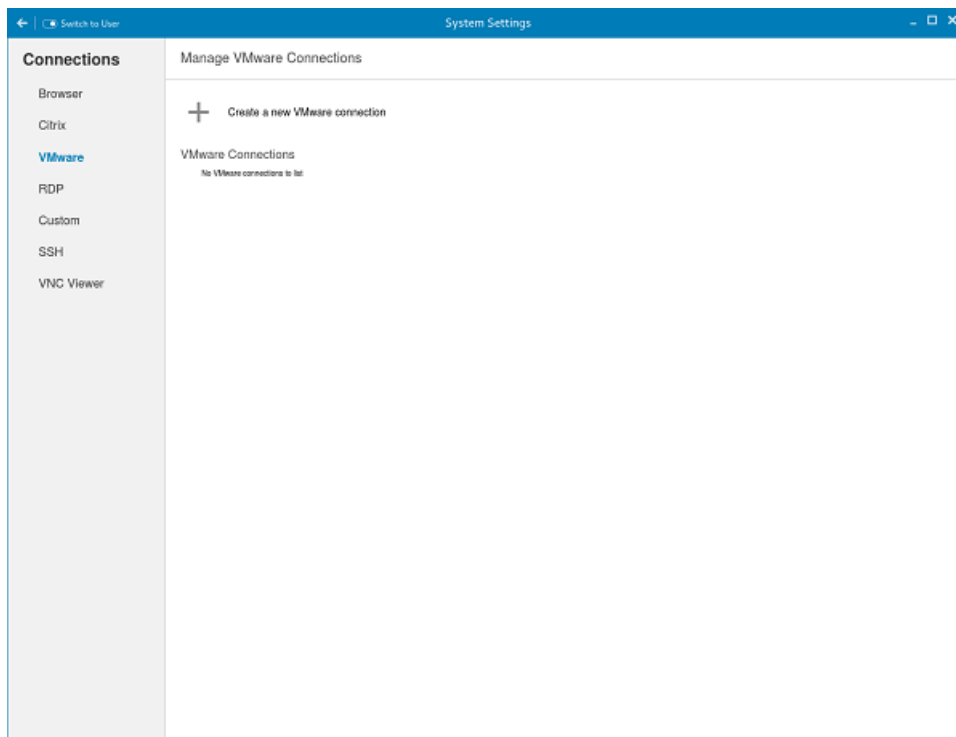 Switch to User
System Settings
Connections
Browser
Citrix
VMware
RDP
Custom
SSH
VNC Viewer
Manage VMware Connections
Create a new VMware connection
VMware Connections
No VMware connections to list